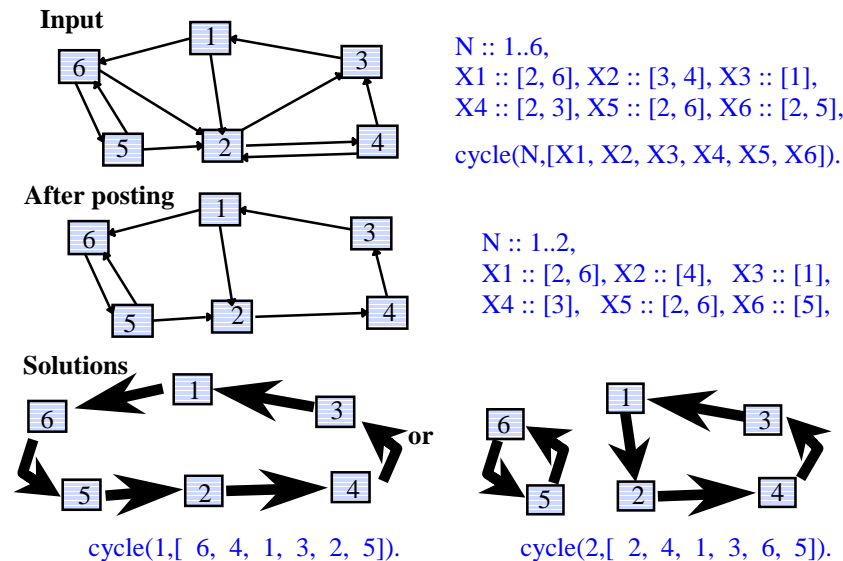 Input
1
6
3
5
2
4
N :: 1..6,
X1 :: [2, 6], X2 :: [3, 4], X3 :: [1],
X4 :: [2, 3], X5 :: [2, 6], X6 :: [2, 5],
cycle(N,[X1, X2, X3, X4, X5, X6]).
After posting
1
6
3
5
2
4
N :: 1..2,
X1 :: [2, 6], X2 :: [4], X3 :: [1],
X4 :: [3], X5 :: [2, 6], X6 :: [5],
Solutions
1
6
3
5
2
4
or
1
6
3
5
2
4
cycle(1,[ 6, 4, 1, 3, 2, 5]).
cycle(2,[ 2, 4, 1, 3, 6, 5]).